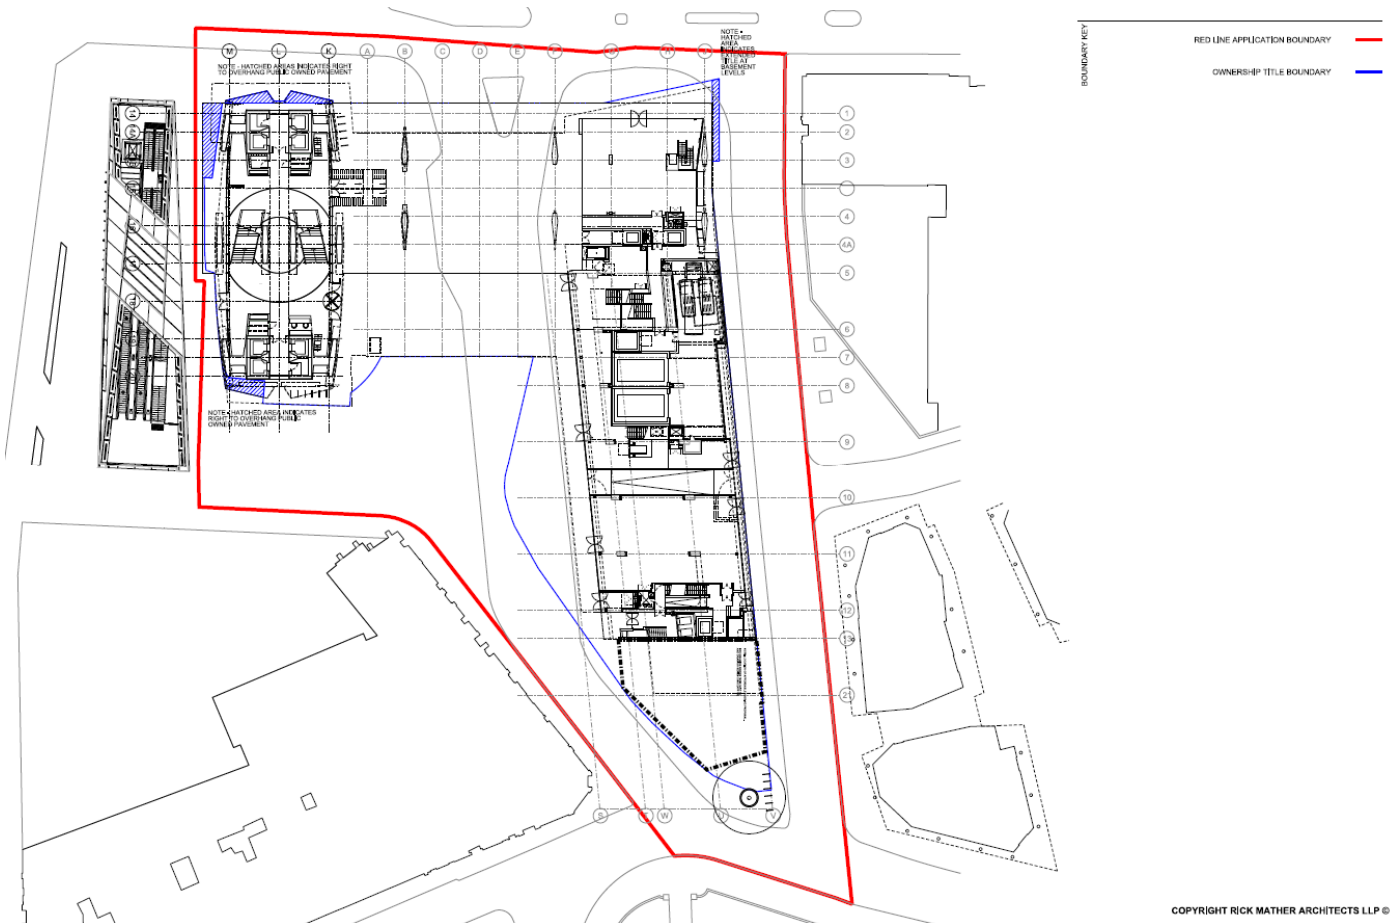 NOTE -
HATCHED
AREA
INDICATES
EXTENDED
TITLE AT
BASEMENT
LEVELS
BOUNDARY KEY
RED LINE APPLICATION BOUNDARY
OWNERSHIP TITLE BOUNDARY
M
L
K
A
B
C
D
E
NOTE - HATCHED AREAS INDICATES RIGHT
TO OVERHANG PUBLIC OWNED PAVEMENT
1
2
3
4
4A
5
6
7
8
9
10
11
12
13
21
NOTE - HATCHED AREA INDICATES
RIGHT TO OVERHANG PUBLIC
OWNED PAVEMENT
S
T
W
U
V
COPYRIGHT RICK MATHER ARCHITECTS LLP ©